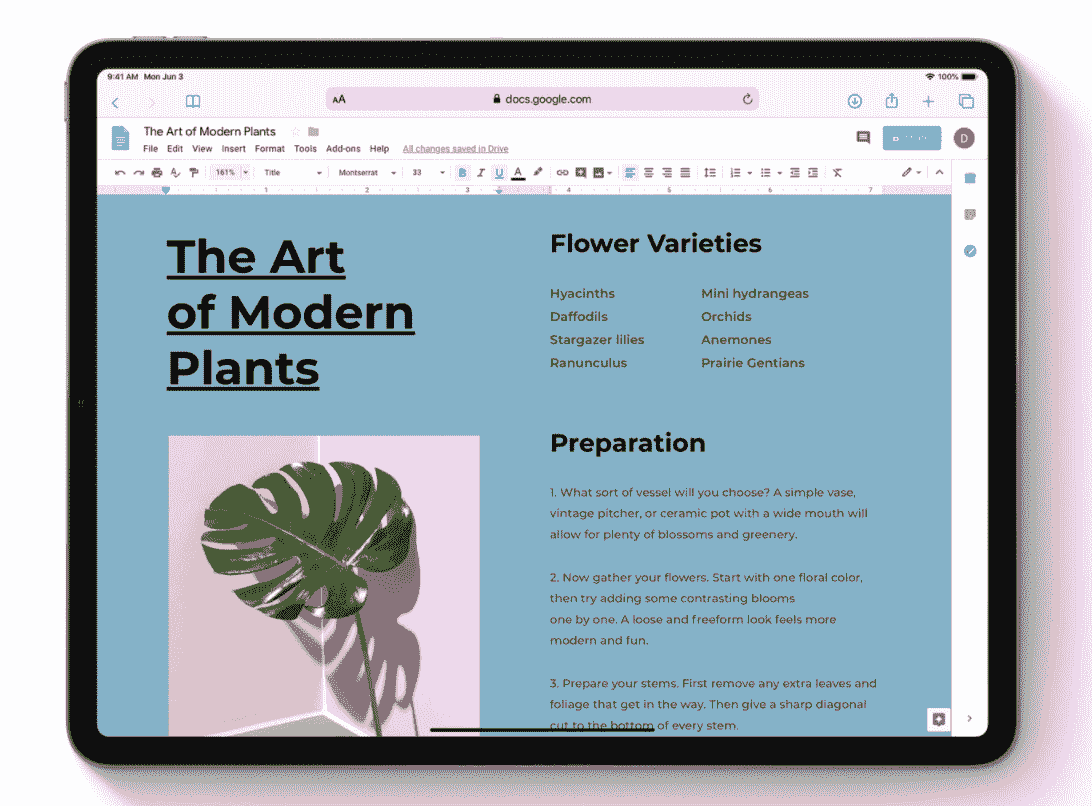 9:41 AM Mon Jun 3
100%
AA
docs.google.com
The Art of Modern Plants
File Edit View Insert Format Tools Add-ons Help All changes saved in Drive
D
161% Title Montserrat 33 B I U A
1 2 3 4 5 6 7
The Art
of Modern
Plants
Flower Varieties
Hyacinths Mini hydrangeas
Daffodils Orchids
Stargazer lilies Anemones
Ranunculus Prairie Gentians
Preparation
1. What sort of vessel will you choose? A simple vase,
vintage pitcher, or ceramic pot with a wide mouth will
allow for plenty of blossoms and greenery.
2. Now gather your flowers. Start with one floral color,
then try adding some contrasting blooms
one by one. A loose and freeform look feels more
modern and fun.
3. Prepare your stems. First remove any extra leaves and
foliage that get in the way. Then give a sharp diagonal
cut to the bottom of every stem.